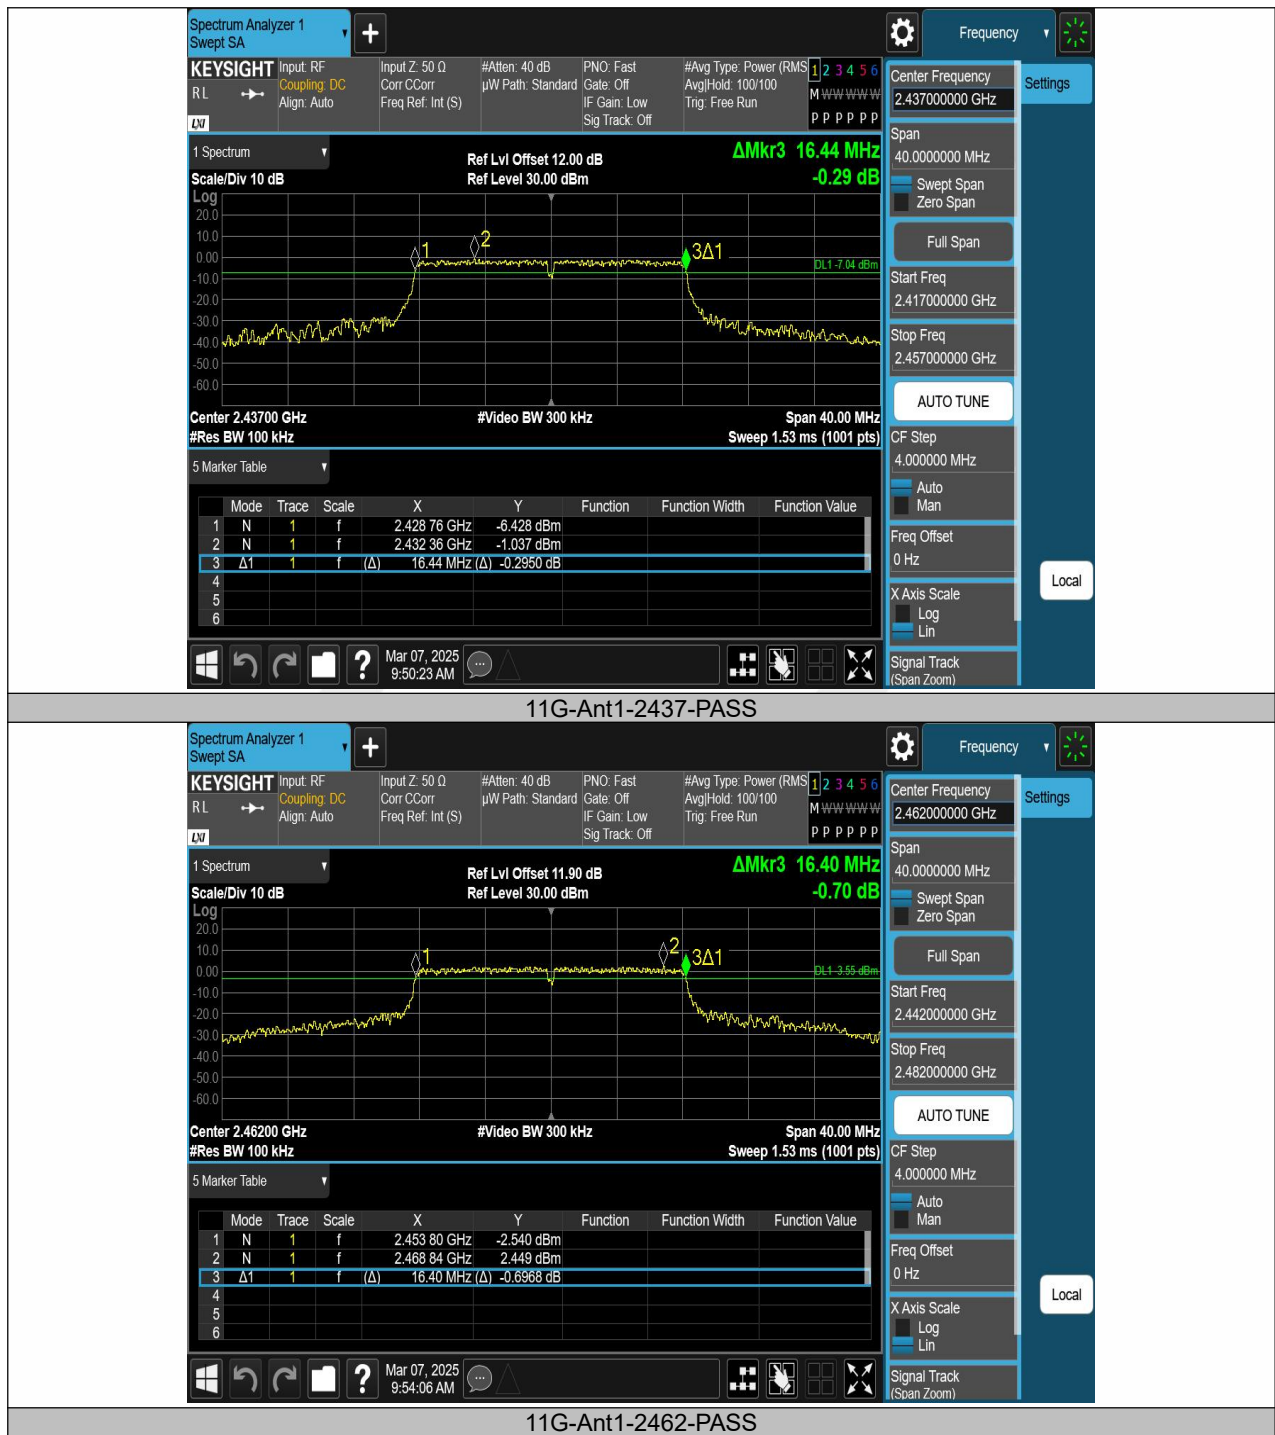 Spectrum Analyzer 1
Swept SA
Frequency
KEYSIGHT
R L
LXI
Input: RF
Coupling: DC
Align: Auto
Input Z: 50 Ω
Corr CCorr
Freq Ref: Int (S)
#Atten: 40 dB
µW Path: Standard
PNO: Fast
Gate: Off
IF Gain: Low
Sig Track: Off
#Avg Type: Power (RMS
Avg|Hold: 100/100
Trig: Free Run
1 2 3 4 5 6
M W W W W W
P P P P P P
1 Spectrum
Scale/Div 10 dB
Ref Lvl Offset 12.00 dB
Ref Level 30.00 dBm
ΔMkr3 16.44 MHz
-0.29 dB
Log
20.0
10.0
0.00
-10.0
-20.0
-30.0
-40.0
-50.0
-60.0
1
2
3Δ1
DL1 -7.04 dBm
Center 2.43700 GHz
#Video BW 300 kHz
Span 40.00 MHz
#Res BW 100 kHz
Sweep 1.53 ms (1001 pts)
5 Marker Table
Mode Trace Scale X Y Function Function Width Function Value
1 N 1 f 2.428 76 GHz -6.428 dBm
2 N 1 f 2.432 36 GHz -1.037 dBm
3 Δ1 1 f (Δ) 16.44 MHz (Δ) -0.2950 dB
4
5
6
?
Mar 07, 2025
9:50:23 AM
Center Frequency
2.437000000 GHz
Settings
Span
40.0000000 MHz
Swept Span
Zero Span
Full Span
Start Freq
2.417000000 GHz
Stop Freq
2.457000000 GHz
AUTO TUNE
CF Step
4.000000 MHz
Auto
Man
Freq Offset
0 Hz
Local
X Axis Scale
Log
Lin
Signal Track
(Span Zoom)
11G-Ant1-2437-PASS
Spectrum Analyzer 1
Swept SA
Frequency
KEYSIGHT
R L
LXI
Input: RF
Coupling: DC
Align: Auto
Input Z: 50 Ω
Corr CCorr
Freq Ref: Int (S)
#Atten: 40 dB
µW Path: Standard
PNO: Fast
Gate: Off
IF Gain: Low
Sig Track: Off
#Avg Type: Power (RMS
Avg|Hold: 100/100
Trig: Free Run
1 2 3 4 5 6
M W W W W W
P P P P P P
1 Spectrum
Scale/Div 10 dB
Ref Lvl Offset 11.90 dB
Ref Level 30.00 dBm
ΔMkr3 16.40 MHz
-0.70 dB
Log
20.0
10.0
0.00
-10.0
-20.0
-30.0
-40.0
-50.0
-60.0
1
2
3Δ1
DL1 -3.55 dBm
Center 2.46200 GHz
#Video BW 300 kHz
Span 40.00 MHz
#Res BW 100 kHz
Sweep 1.53 ms (1001 pts)
5 Marker Table
Mode Trace Scale X Y Function Function Width Function Value
1 N 1 f 2.453 80 GHz -2.540 dBm
2 N 1 f 2.468 84 GHz 2.449 dBm
3 Δ1 1 f (Δ) 16.40 MHz (Δ) -0.6968 dB
4
5
6
?
Mar 07, 2025
9:54:06 AM
Center Frequency
2.462000000 GHz
Settings
Span
40.0000000 MHz
Swept Span
Zero Span
Full Span
Start Freq
2.442000000 GHz
Stop Freq
2.482000000 GHz
AUTO TUNE
CF Step
4.000000 MHz
Auto
Man
Freq Offset
0 Hz
Local
X Axis Scale
Log
Lin
Signal Track
(Span Zoom)
11G-Ant1-2462-PASS